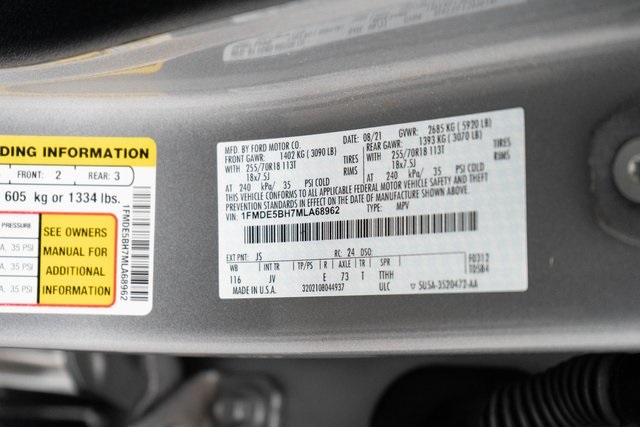 DING INFORMATION
FRONT: 2 REAR: 3
605 kg or 1334 lbs.
PRESSURE
A, 35 PSI
A, 35 PSI
A, 35 PSI
SEE OWNERS
MANUAL FOR
ADDITIONAL
INFORMATION
1FMDE5BH7MLA68962
MFD. BY FORD MOTOR CO.
DATE: 08/21 GVWR: 2685 KG ( 5920 LB)
FRONT GAWR: 1402 KG ( 3090 LB) REAR GAWR: 1393 KG ( 3070 LB)
WITH 255/70R18 113T TIRES WITH 255/70R18 113T TIRES
18x7.5J RIMS 18x7.5J RIMS
AT 240 kPa/ 35 PSI COLD AT 240 kPa/ 35 PSI COLD
THIS VEHICLE CONFORMS TO ALL APPLICABLE FEDERAL MOTOR VEHICLE SAFETY AND THEFT
PREVENTION STANDARDS IN EFFECT ON THE DATE OF MANUFACTURE SHOWN ABOVE.
VIN: 1FMDE5BH7MLA68962 TYPE: MPV
EXT PNT: JS RC: 24 DSO: F0312
WB INT TR TP/PS R AXLE TR SPR T0584
116 JV E 73 T TTHH
MADE IN U.S.A. 3202108044937 ULC ▽ 5U5A-3520472-AA